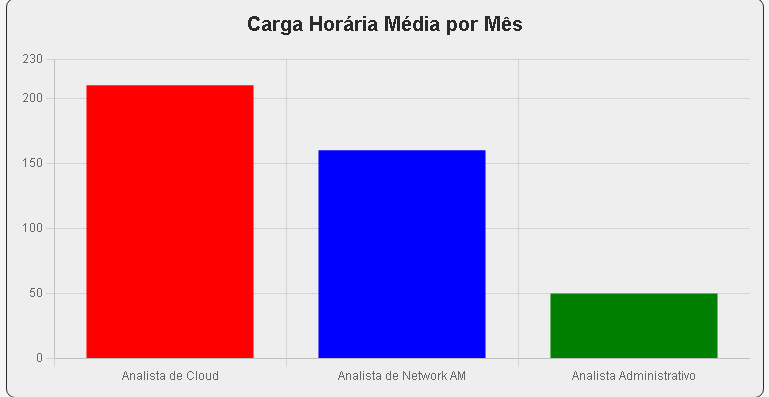 Carga Horária Média por Mês
230
200
150
100
50
0
Analista de Cloud
Analista de Network AM
Analista Administrativo